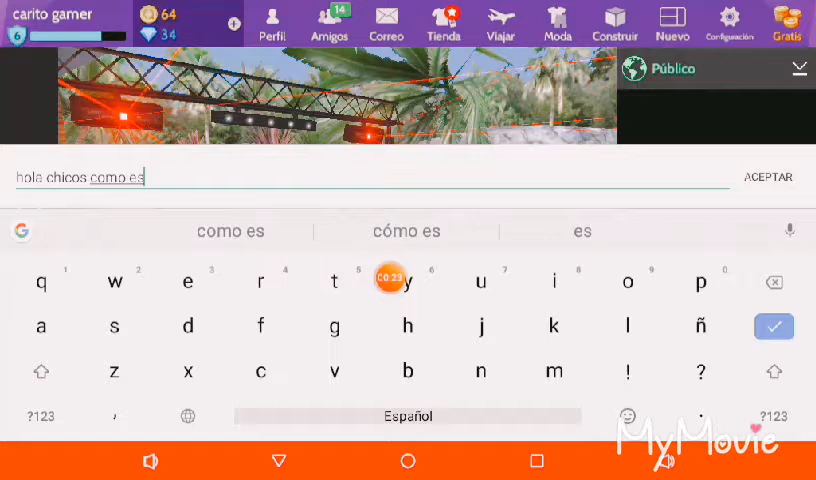 carito gamer
6
64
34
14
Perfil
Amigos
Correo
Tienda
Viajar
Moda
Construir
Nuevo
Configuración
Gratis
Público
hola chicos como es
ACEPTAR
como es
cómo es
es
q 1 w 2 e 3 r 4 t 5 y 6 u 7 i 8 o 9 p 0
00:23
a s d f g h j k l ñ
z x c v b n m ! ?
?123 , Español . ?123
MyMovie